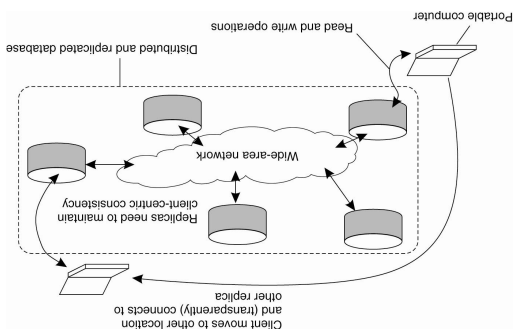 Client moves to other location
and (transparently) connects to
other replica
Replicas need to maintain
client-centric consistency
Wide-area network
Distributed and replicated database
Read and write operations
Portable computer